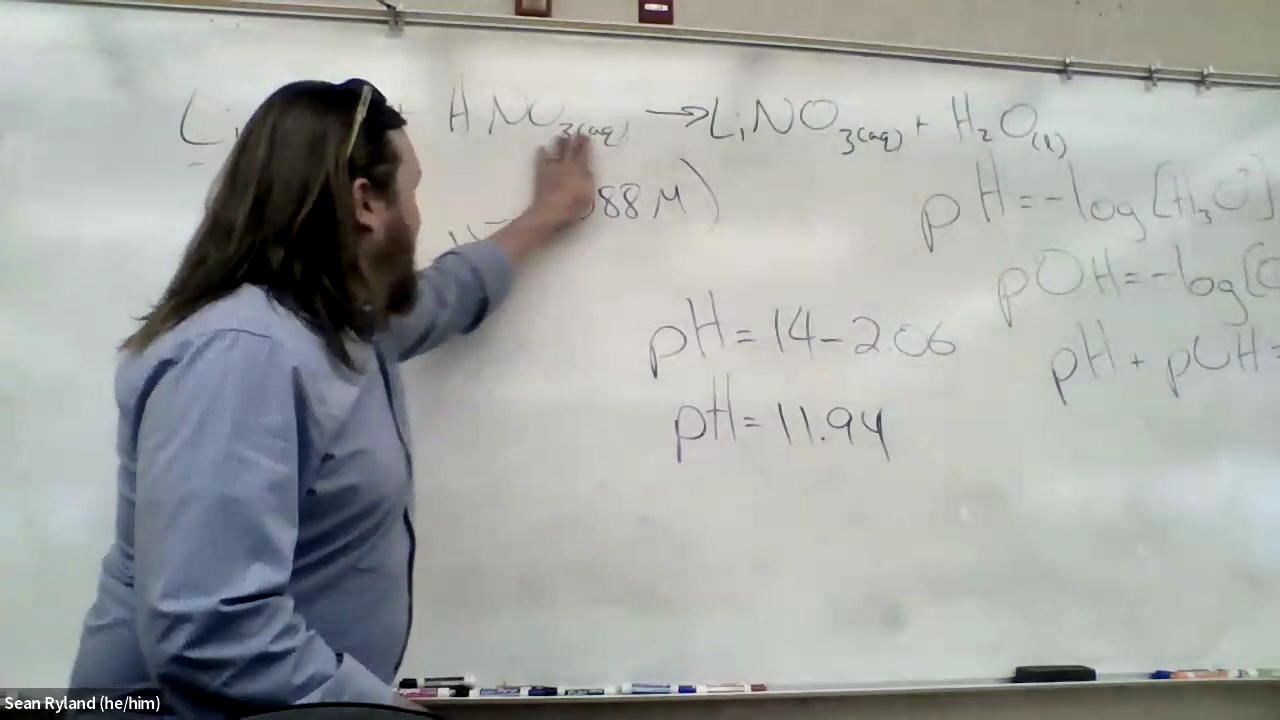 Li + HNO3(aq) → LiNO3(aq) + H2O(l)
88 M)
pH = -log[H3O]
pOH = -log[O
pH + pOH =
pH = 14 - 2.06
pH = 11.94
Sean Ryland (he/him)